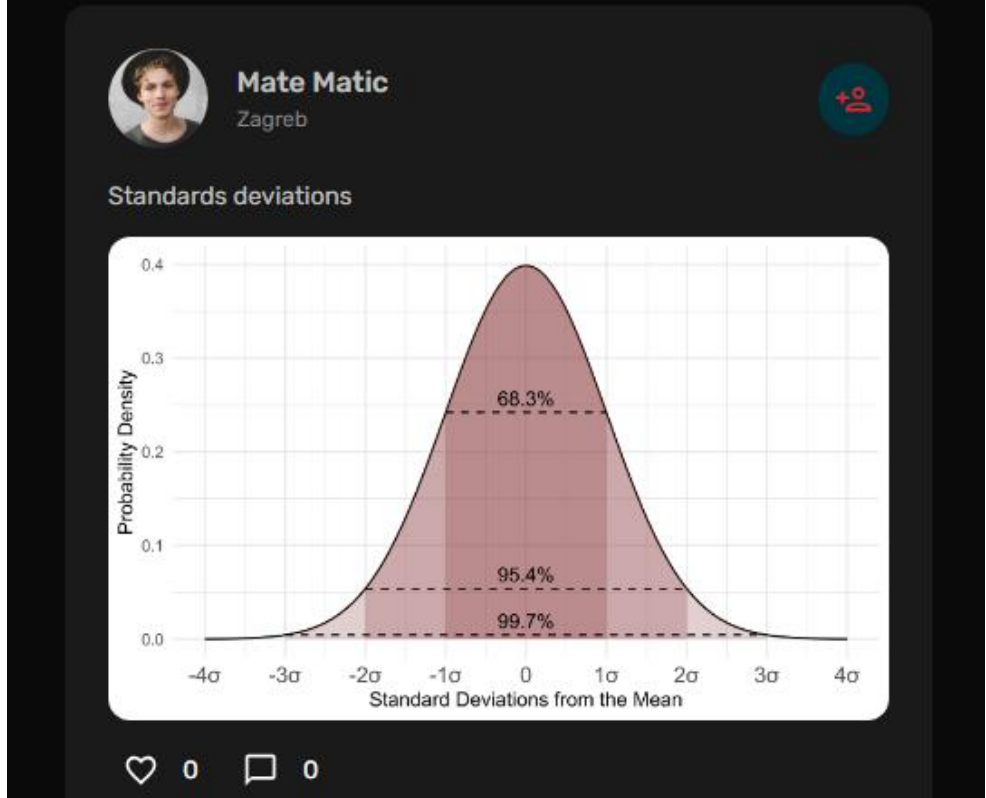 Mate Matic
Zagreb
Standards deviations
0.4
0.3
0.2
0.1
0.0
Probability Density
68.3%
95.4%
99.7%
-4σ -3σ -2σ -1σ 0 1σ 2σ 3σ 4σ
Standard Deviations from the Mean
0 0